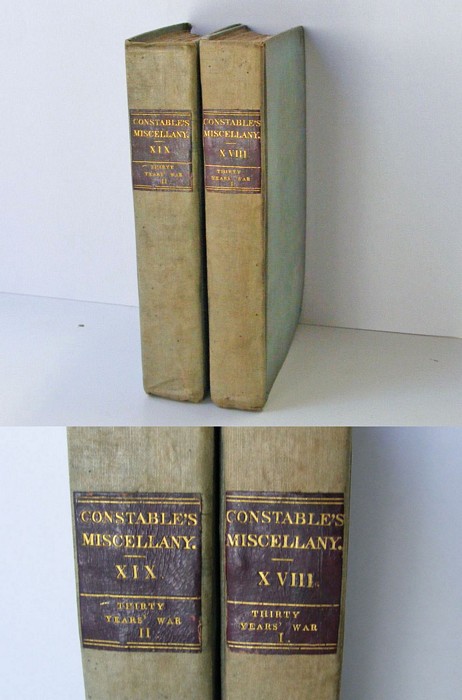 CONSTABLE'S
MISCELLANY.
XIX
THIRTY
YEARS' WAR
II
CONSTABLE'S
MISCELLANY.
XVIII
THIRTY
YEARS' WAR
I
CONSTABLE'S
MISCELLANY.
XIX
THIRTY
YEARS' WAR
II
CONSTABLE'S
MISCELLANY.
XVIII.
THIRTY
YEARS' WAR
I